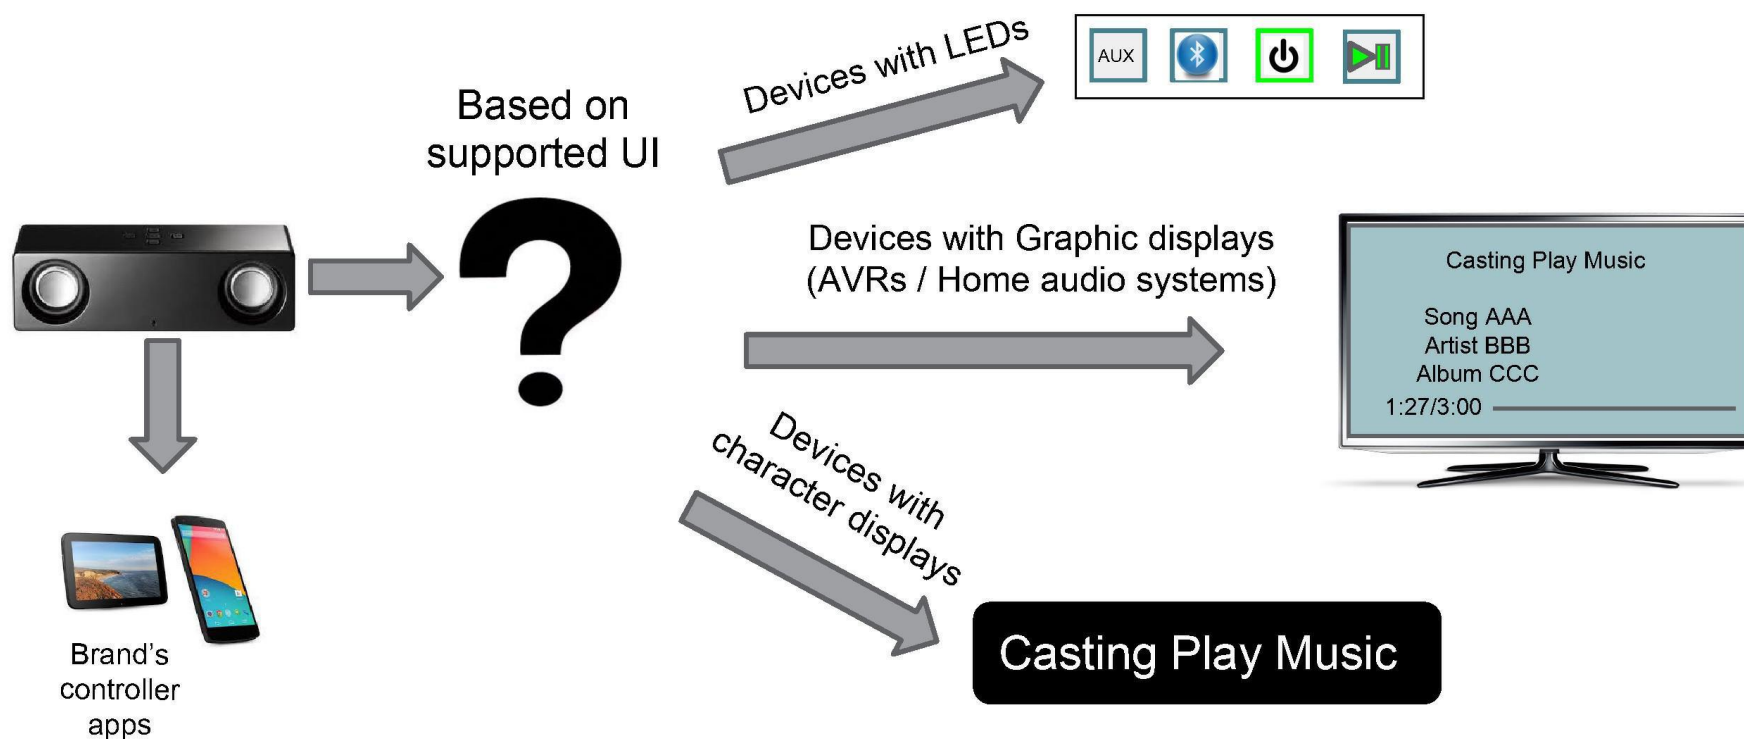 Based on
supported UI
Devices with LEDs
AUX
Devices with Graphic displays
(AVRs / Home audio systems)
Casting Play Music
Song AAA
Artist BBB
Album CCC
1:27/3:00
Devices with
character displays
Casting Play Music
Brand's
controller
apps